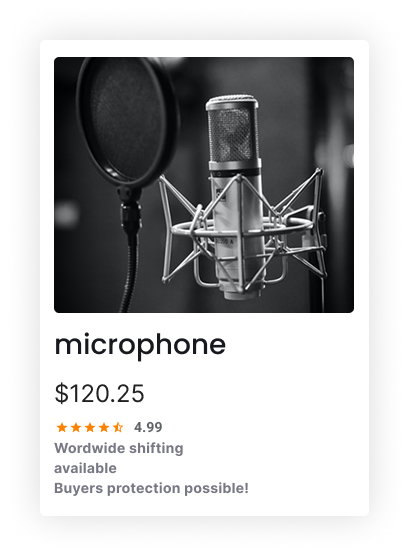 microphone
$120.25
4.99
Wordwide shifting
available
Buyers protection possible!